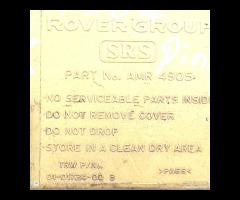 ROVER GROUP
SRS
PART No. AMR 4905
NO SERVICEABLE PARTS INSIDE
DO NOT REMOVE COVER
DO NOT DROP
STORE IN A CLEAN DRY AREA
TRW P/No.
>PA66<